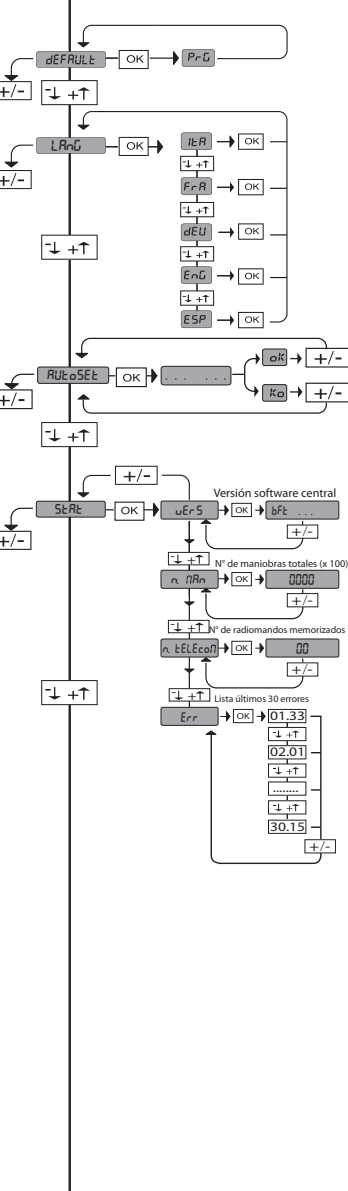 dEFAULt OK PrG
+/- -↓ +↑
LAnG OK ItA OK
-↓ +↑
+/- FrA OK
-↓ +↑
dEU OK
-↓ +↑
-↓ +↑
EnG OK
-↓ +↑
ESP OK
AUtoSEt OK .... ... oK +/-
+/- Ko +/-
-↓ +↑
+/-
Versión software central
StAt OK vErS OK bFt ...
+/- +/-
-↓ +↑ N° de maniobras totales (x 100)
n. MAn OK 0000
+/-
-↓ +↑ N° de radiomandos memorizados
n. tELEcoM OK 00
+/-
-↓ +↑ -↓ +↑ Lista últimos 30 errores
Err OK 01.33
-↓ +↑
02.01
-↓ +↑
........
-↓ +↑
30.15
+/-